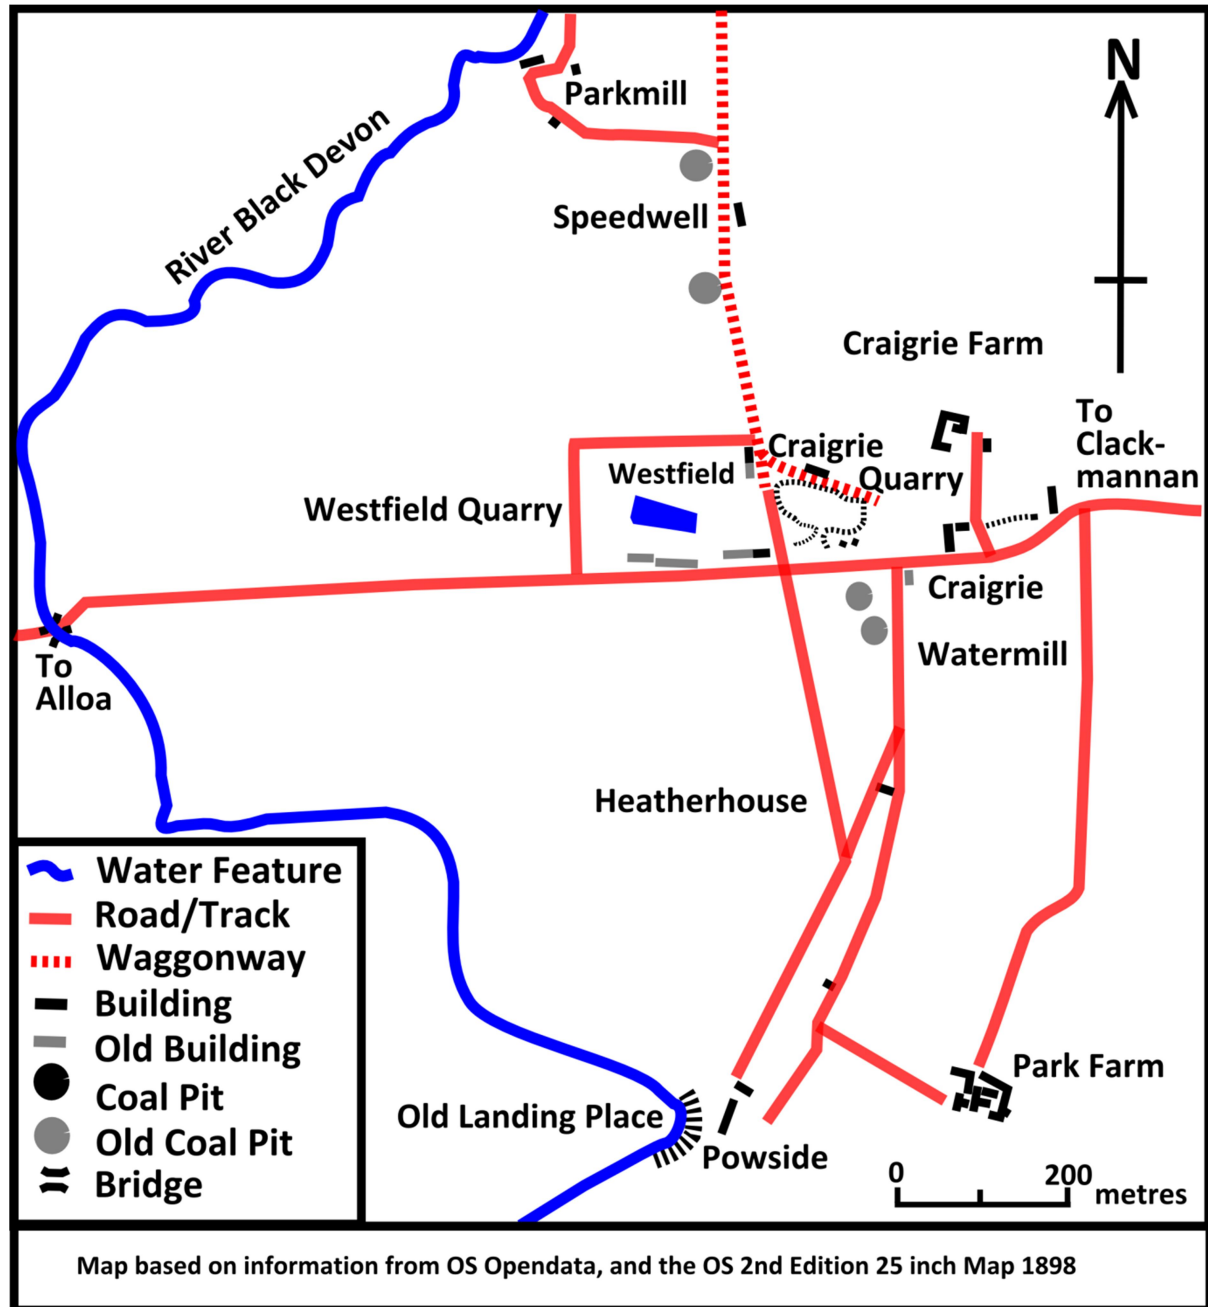 N
Parkmill
River Black Devon
Speedwell
Craigrie Farm
To
Clack-
mannan
Craigrie
Quarry
Westfield
Westfield Quarry
Craigrie
Watermill
To
Alloa
Heatherhouse
Water Feature
Road/Track
Waggonway
Building
Old Building
Coal Pit
Old Coal Pit
Bridge
Park Farm
Old Landing Place
Powside
0 200
metres
Map based on information from OS Opendata, and the OS 2nd Edition 25 inch Map 1898